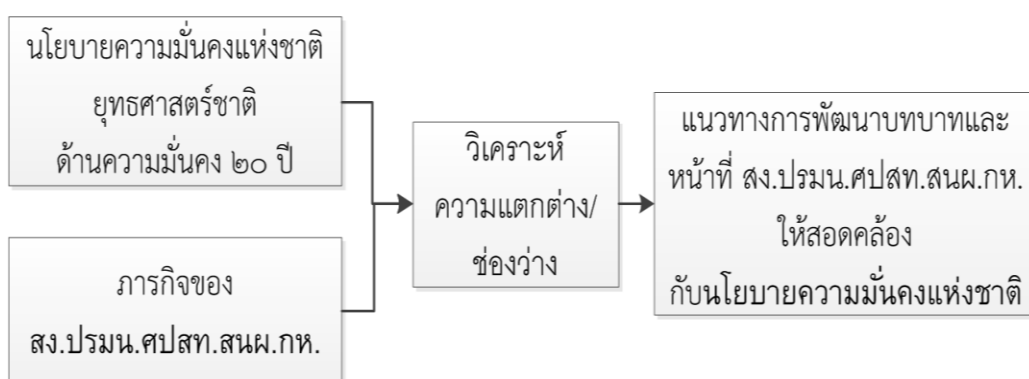 นโยบายความมั่นคงแห่งชาติ
ยุทธศาสตร์ชาติ
ด้านความมั่นคง ๒๐ ปี
ภารกิจของ
สง.ปรมน.ศปสท.สนผ.กห.
วิเคราะห์
ความแตกต่าง/
ช่องว่าง
แนวทางการพัฒนาบทบาทและ
หน้าที่ สง.ปรมน.ศปสท.สนผ.กห.
ให้สอดคล้อง
กับนโยบายความมั่นคงแห่งชาติ